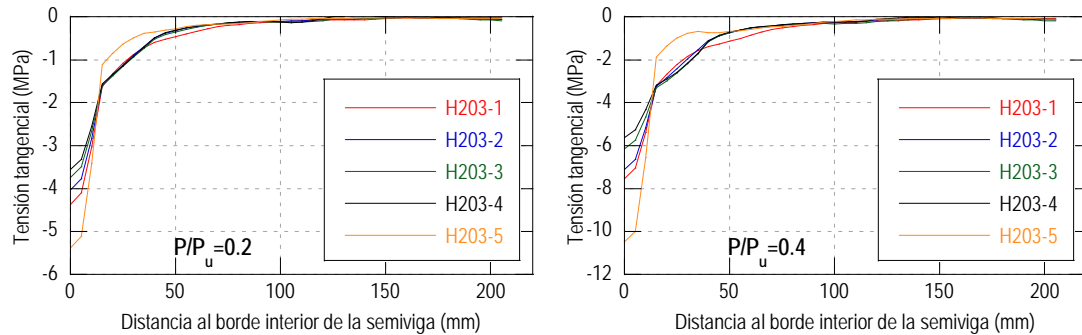 0
-1
-2
-3
-4
-5
-6
Tensión tangencial (MPa)
H203-1
H203-2
H203-3
H203-4
H203-5
P/Pu=0.2
0 50 100 150 200
Distancia al borde interior de la semiviga (mm)
0
-2
-4
-6
-8
-10
-12
Tensión tangencial (MPa)
H203-1
H203-2
H203-3
H203-4
H203-5
P/Pu=0.4
0 50 100 150 200
Distancia al borde interior de la semiviga (mm)